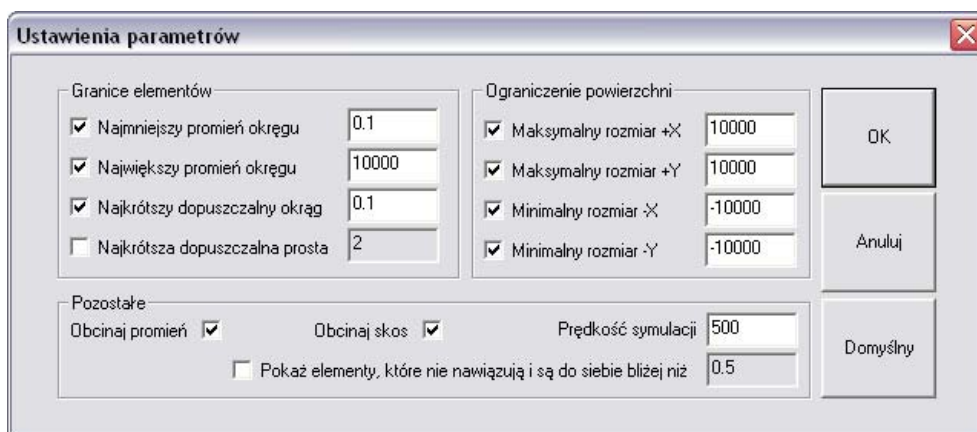 Ustawienia parametrów
Granice elementów
Najmniejszy promień okręgu 0.1
Największy promień okręgu 10000
Najkrótszy dopuszczalny okrąg 0.1
Najkrótsza dopuszczalna prosta 2
Ograniczenie powierzchni
Maksymalny rozmiar +X 10000
Maksymalny rozmiar +Y 10000
Minimalny rozmiar -X -10000
Minimalny rozmiar -Y -10000
OK
Anuluj
Domyślny
Pozostałe
Obcinaj promień Obcinaj skos Prędkość symulacji 500
Pokaż elementy, które nie nawiązują i są do siebie bliżej niż 0.5